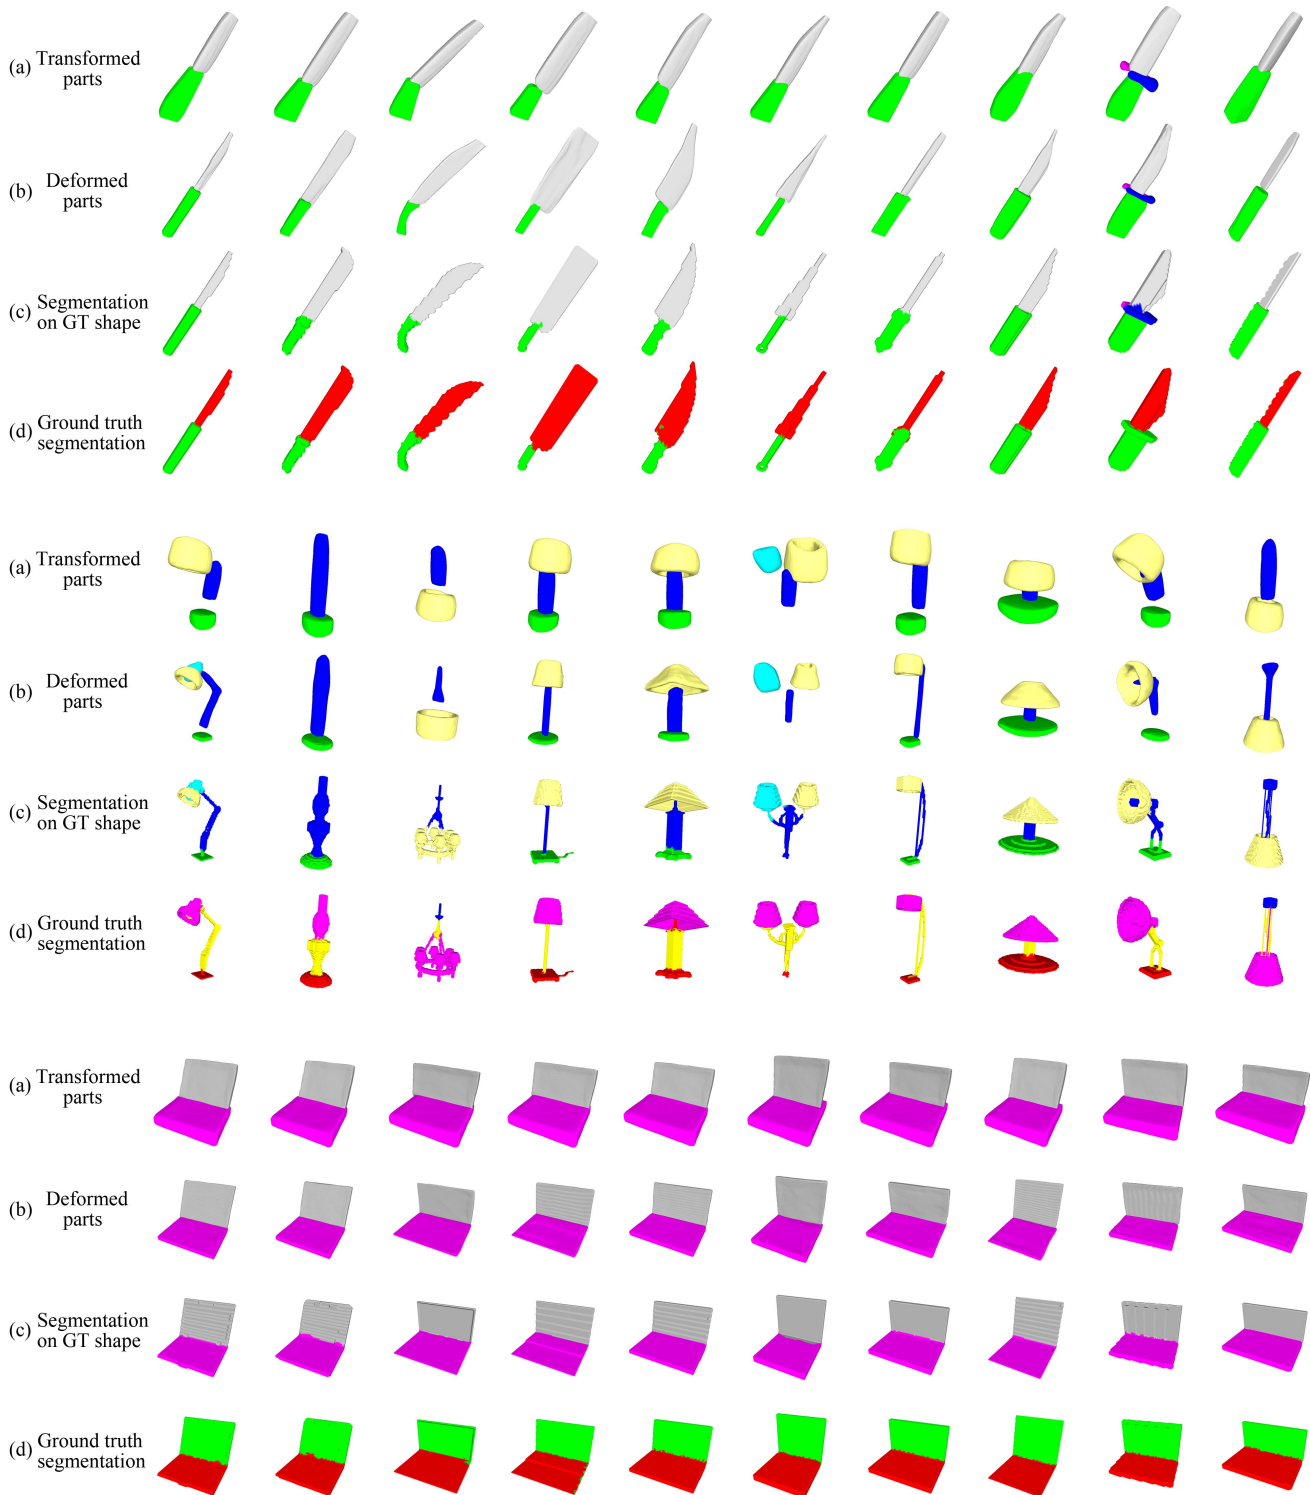 (a) Transformed
parts
(b) Deformed
parts
(c) Segmentation
on GT shape
(d) Ground truth
segmentation
(a) Transformed
parts
(b) Deformed
parts
(c) Segmentation
on GT shape
(d) Ground truth
segmentation
(a) Transformed
parts
(b) Deformed
parts
(c) Segmentation
on GT shape
(d) Ground truth
segmentation